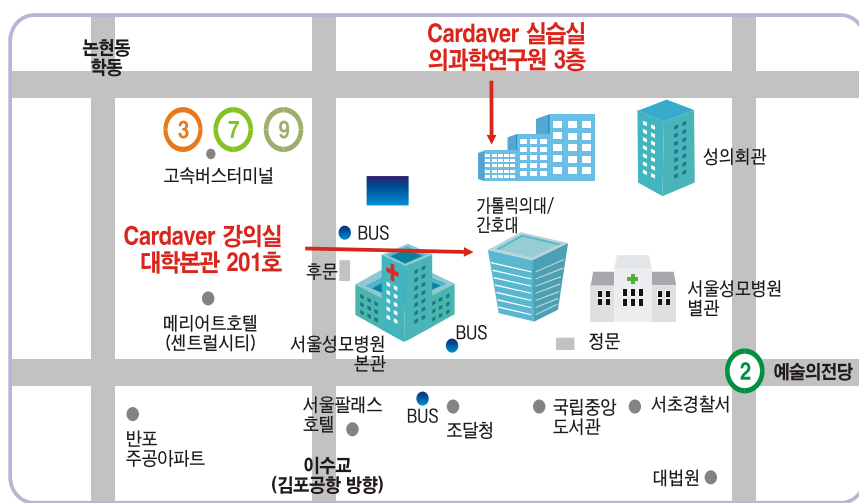 논현동
학동
Cardaver 실습실
의과학연구원 3층
3
7
9
고속버스터미널
성의회관
가톨릭의대/
간호대
BUS
Cardaver 강의실
대학본관 201호
후문
메리어트호텔
(센트럴시티)
서울성모병원
본관
BUS
정문
서울성모병원
별관
2
예술의전당
반포
주공아파트
서울팔래스
호텔
BUS
조달청
국립중앙
도서관
서초경찰서
이수교
(김포공항 방향)
대법원